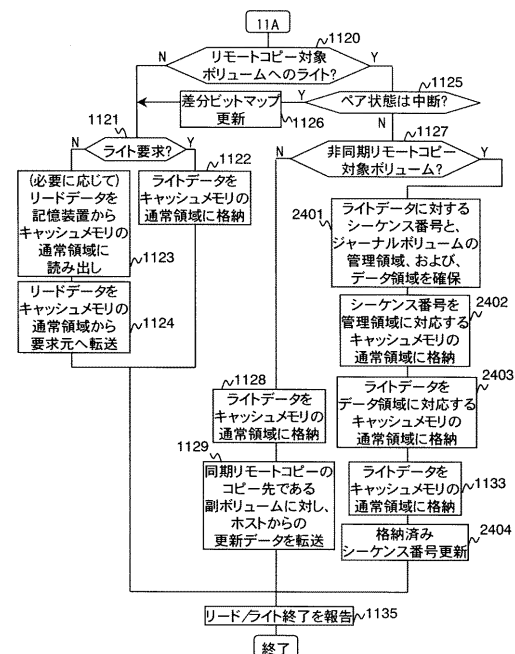 11A
1120
リモートコピー対象
ボリュームへのライト?
N
Y
1125
ペア状態は中断?
Y
N
差分ビットマップ
更新
1126
1121
ライト要求?
N
Y
1127
非同期リモートコピー
対象ボリューム?
N
Y
1122
ライトデータを
キャッシュメモリの
通常領域に格納
(必要に応じて)
リードデータを
記憶装置から
キャッシュメモリの
通常領域に
読み出し
1123
リードデータを
キャッシュメモリの
通常領域から
要求元へ転送
1124
2401
ライトデータに対する
シーケンス番号と、
ジャーナルボリュームの
管理領域、および、
データ領域を確保
2402
シーケンス番号を
管理領域に対応する
キャッシュメモリの
通常領域に格納
2403
ライトデータを
データ領域に対応する
キャッシュメモリの
通常領域に格納
1128
ライトデータを
キャッシュメモリの
通常領域に格納
1129
同期リモートコピーの
コピー先である
副ボリュームに対し、
ホストからの
更新データを転送
ライトデータを
キャッシュメモリの
通常領域に格納
1133
格納済み
シーケンス番号更新
2404
リード/ライト終了を報告
1135
終了